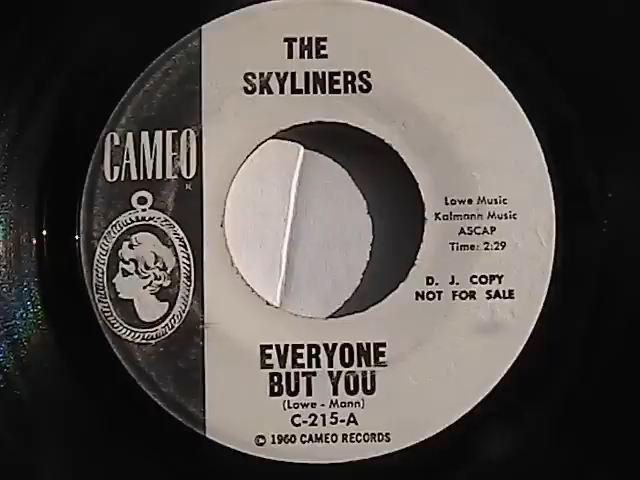 THE
SKYLINERS
CAMEO
R
Lowe Music
Kalmann Music
ASCAP
Time: 2:29
D. J. COPY
NOT FOR SALE
EVERYONE
BUT YOU
(Lowe - Mann)
C-215-A
© 1960 CAMEO RECORDS